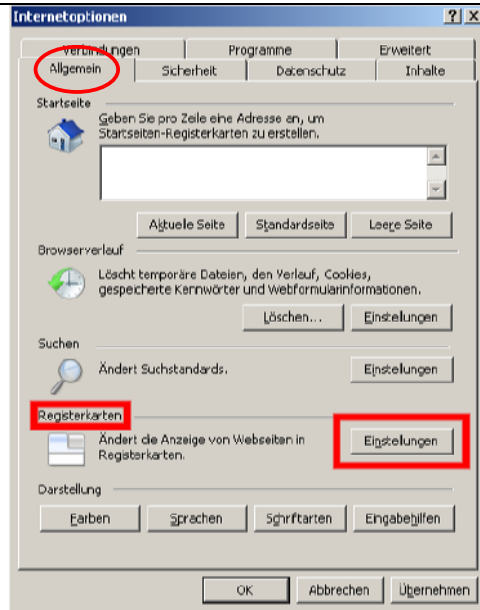 Internetoptionen
Verbindungen Programme Erweitert
Allgemein Sicherheit Datenschutz Inhalte
Startseite
Geben Sie pro Zeile eine Adresse an, um
Startseiten-Registerkarten zu erstellen.
Aktuelle Seite Standardseite Leere Seite
Browserverlauf
Löscht temporäre Dateien, den Verlauf, Cookies,
gespeicherte Kennwörter und Webformularinformationen.
Löschen... Einstellungen
Suchen
Ändert Suchstandards. Einstellungen
Registerkarten
Ändert die Anzeige von Webseiten in
Registerkarten. Einstellungen
Darstellung
Farben Sprachen Schriftarten Eingabehilfen
OK Abbrechen Übernehmen